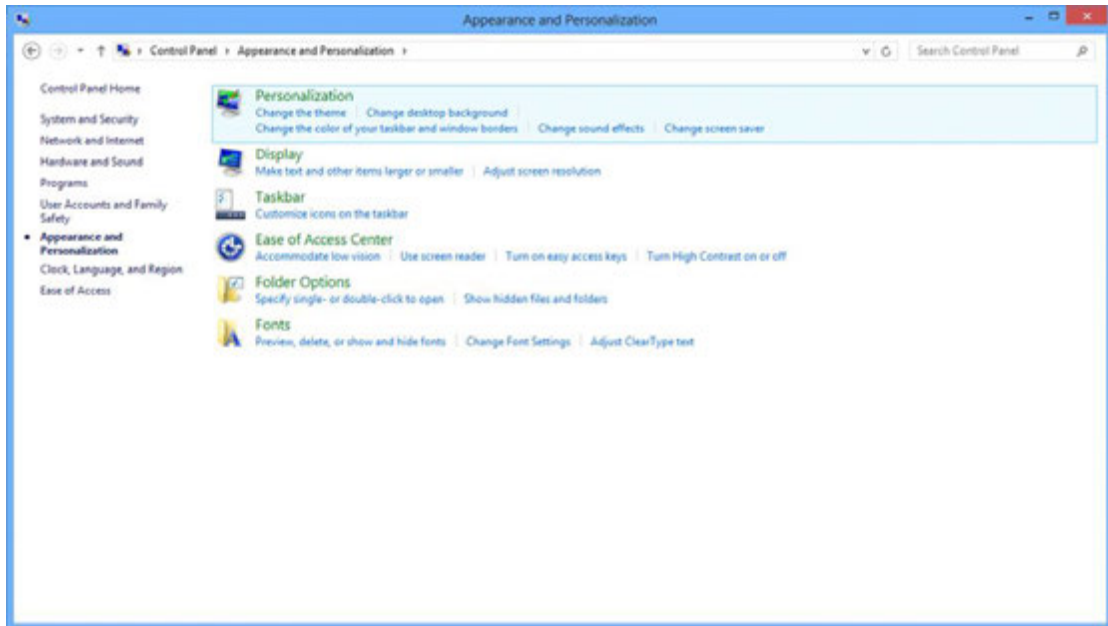 Appearance and Personalization
Control Panel Appearance and Personalization
Search Control Panel
Control Panel Home
System and Security
Network and Internet
Hardware and Sound
Programs
User Accounts and Family
Safety
Appearance and
Personalization
Clock, Language, and Region
Ease of Access
Personalization
Change the theme Change desktop background
Change the color of your taskbar and window borders Change sound effects Change screen saver
Display
Make text and other items larger or smaller Adjust screen resolution
Taskbar
Customize icons on the taskbar
Ease of Access Center
Accommodate low vision Use screen reader Turn on easy access keys Turn High Contrast on or off
Folder Options
Specify single- or double-click to open Show hidden files and folders
Fonts
Preview, delete, or show and hide fonts Change Font Settings Adjust ClearType text